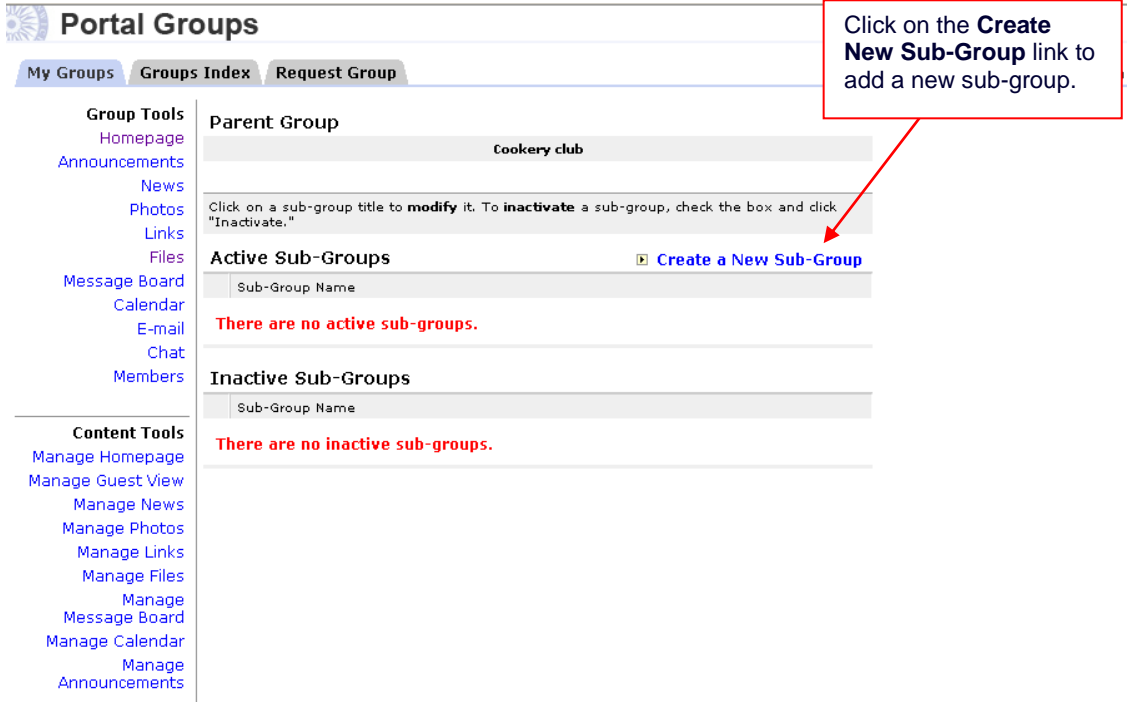 Portal Groups
Click on the Create
New Sub-Group link to
add a new sub-group.
My Groups Groups Index Request Group
Group Tools
Homepage
Announcements
News
Photos
Links
Files
Message Board
Calendar
E-mail
Chat
Members
Content Tools
Manage Homepage
Manage Guest View
Manage News
Manage Photos
Manage Links
Manage Files
Manage
Message Board
Manage Calendar
Manage
Announcements
Parent Group
Cookery club
Click on a sub-group title to modify it. To inactivate a sub-group, check the box and click
"Inactivate."
Active Sub-Groups Create a New Sub-Group
Sub-Group Name
There are no active sub-groups.
Inactive Sub-Groups
Sub-Group Name
There are no inactive sub-groups.